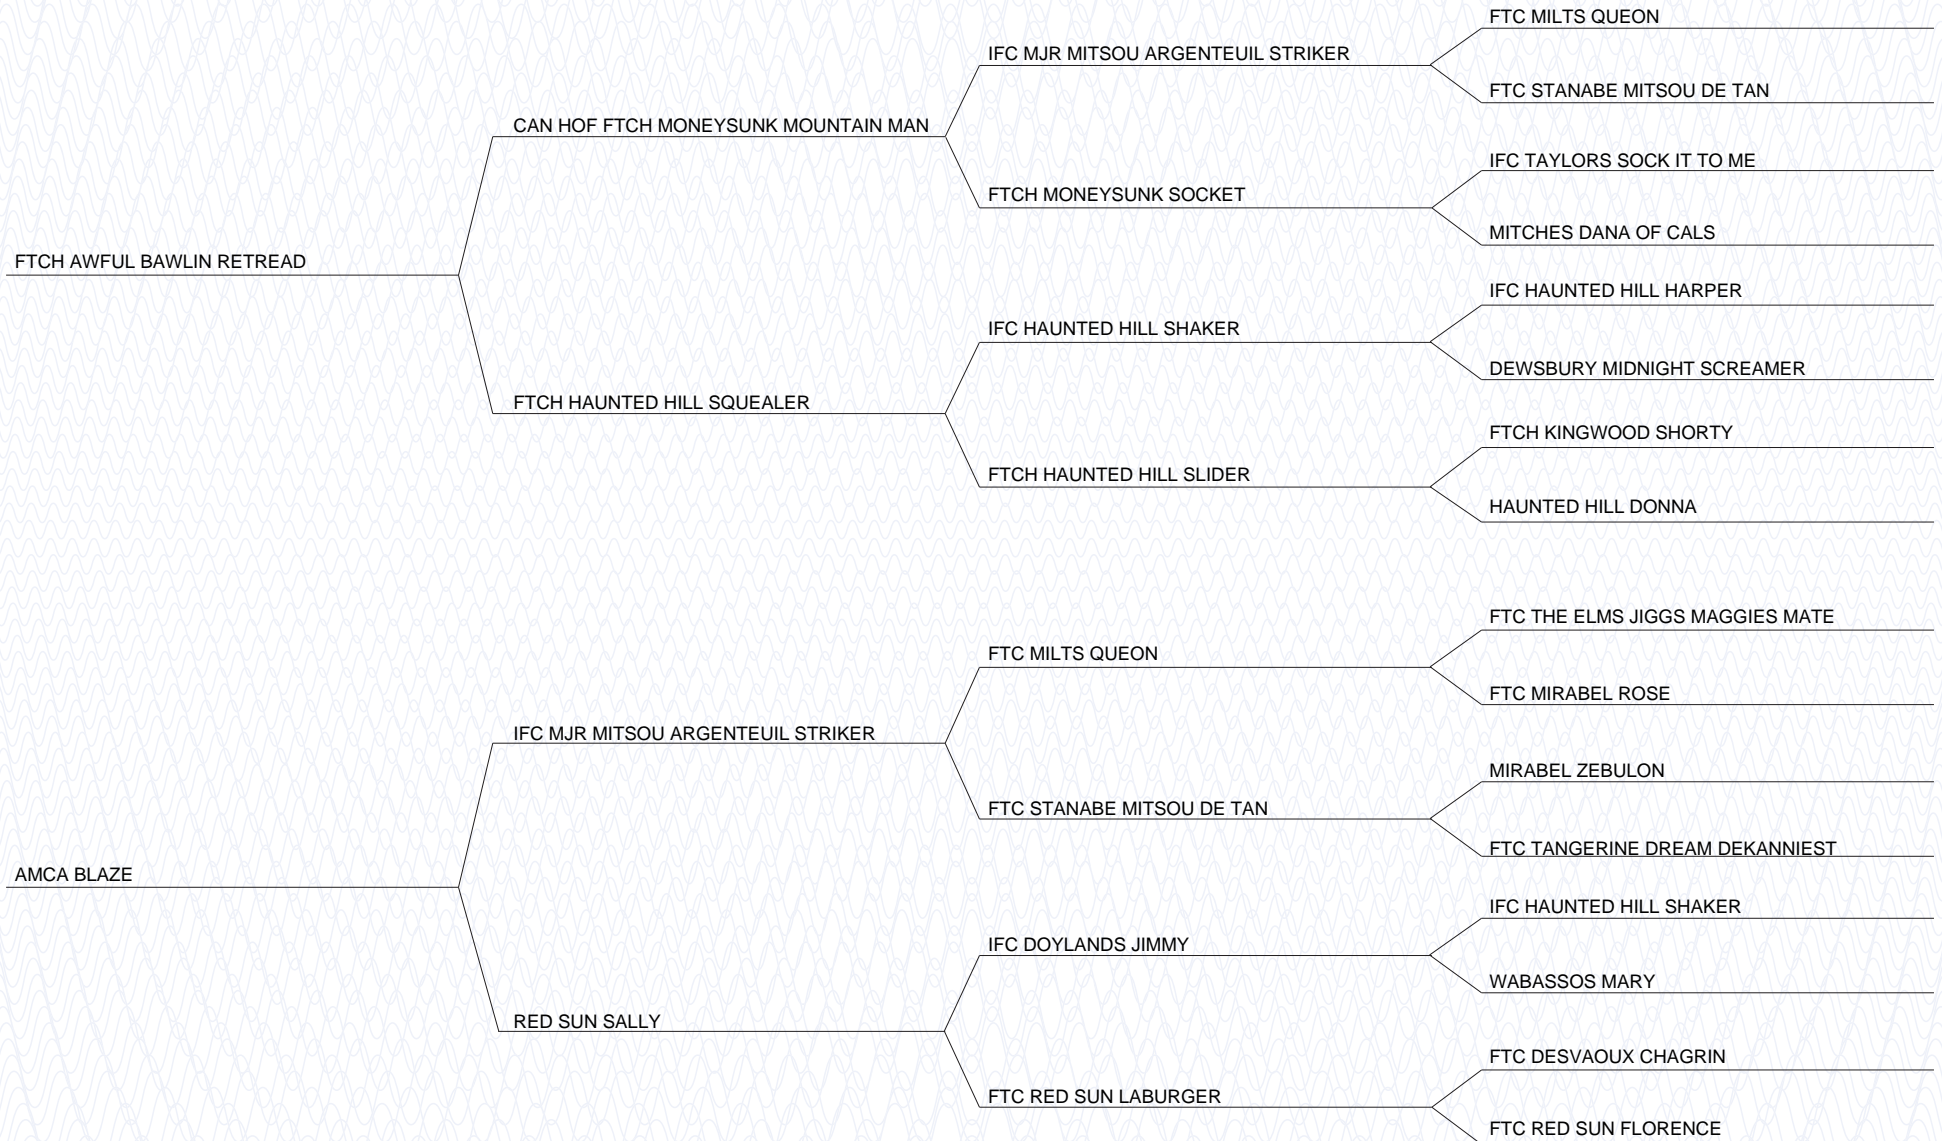 FTC MILTS QUEON
IFC MJR MITSOU ARGENTEUIL STRIKER
FTC STANABE MITSOU DE TAN
CAN HOF FTCH MONEYSUNK MOUNTAIN MAN
IFC TAYLORS SOCK IT TO ME
FTCH MONEYSUNK SOCKET
MITCHES DANA OF CALS
FTCH AWFUL BAWLIN RETREAD
IFC HAUNTED HILL HARPER
IFC HAUNTED HILL SHAKER
DEWSBURY MIDNIGHT SCREAMER
FTCH HAUNTED HILL SQUEALER
FTCH KINGWOOD SHORTY
FTCH HAUNTED HILL SLIDER
HAUNTED HILL DONNA
FTC THE ELMS JIGGS MAGGIES MATE
FTC MILTS QUEON
FTC MIRABEL ROSE
IFC MJR MITSOU ARGENTEUIL STRIKER
MIRABEL ZEBULON
FTC STANABE MITSOU DE TAN
FTC TANGERINE DREAM DEKANNIEST
AMCA BLAZE
IFC HAUNTED HILL SHAKER
IFC DOYLANDS JIMMY
WABASSOS MARY
RED SUN SALLY
FTC DESVAOUX CHAGRIN
FTC RED SUN LABURGER
FTC RED SUN FLORENCE